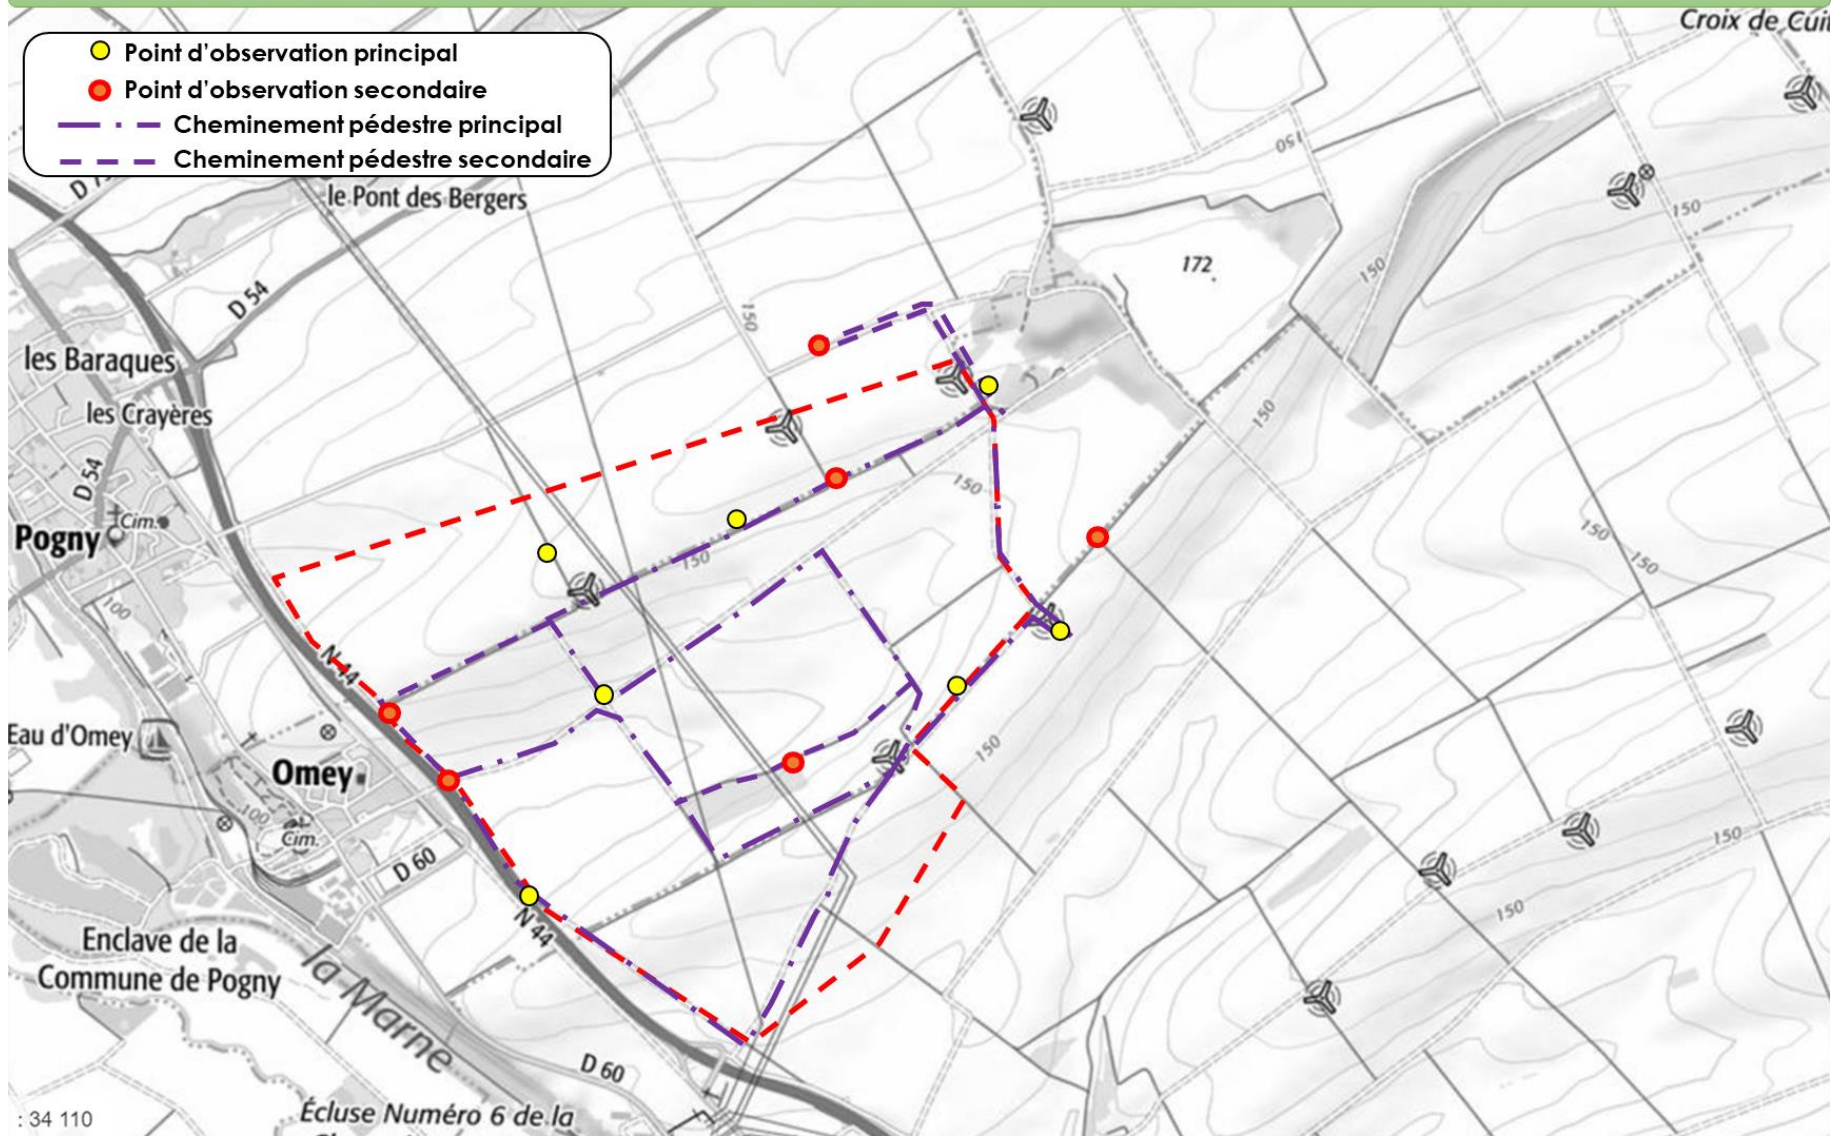 Point d'observation principal
Point d'observation secondaire
Cheminement pédestre principal
Cheminement pédestre secondaire
Croix de Cuit
le Pont des Bergers
150
150
172
150
150
D 54
les Baraques
les Crayères
150
D 54
Cim.
Pogny
150
150
150
150
100
N 44
Eau d'Omey
Omey
150
100
Cim.
D 60
150
150
N 44
Enclave de la
Commune de Pogny
la Marne
D 60
: 34 110
Écluse Numéro 6 de la